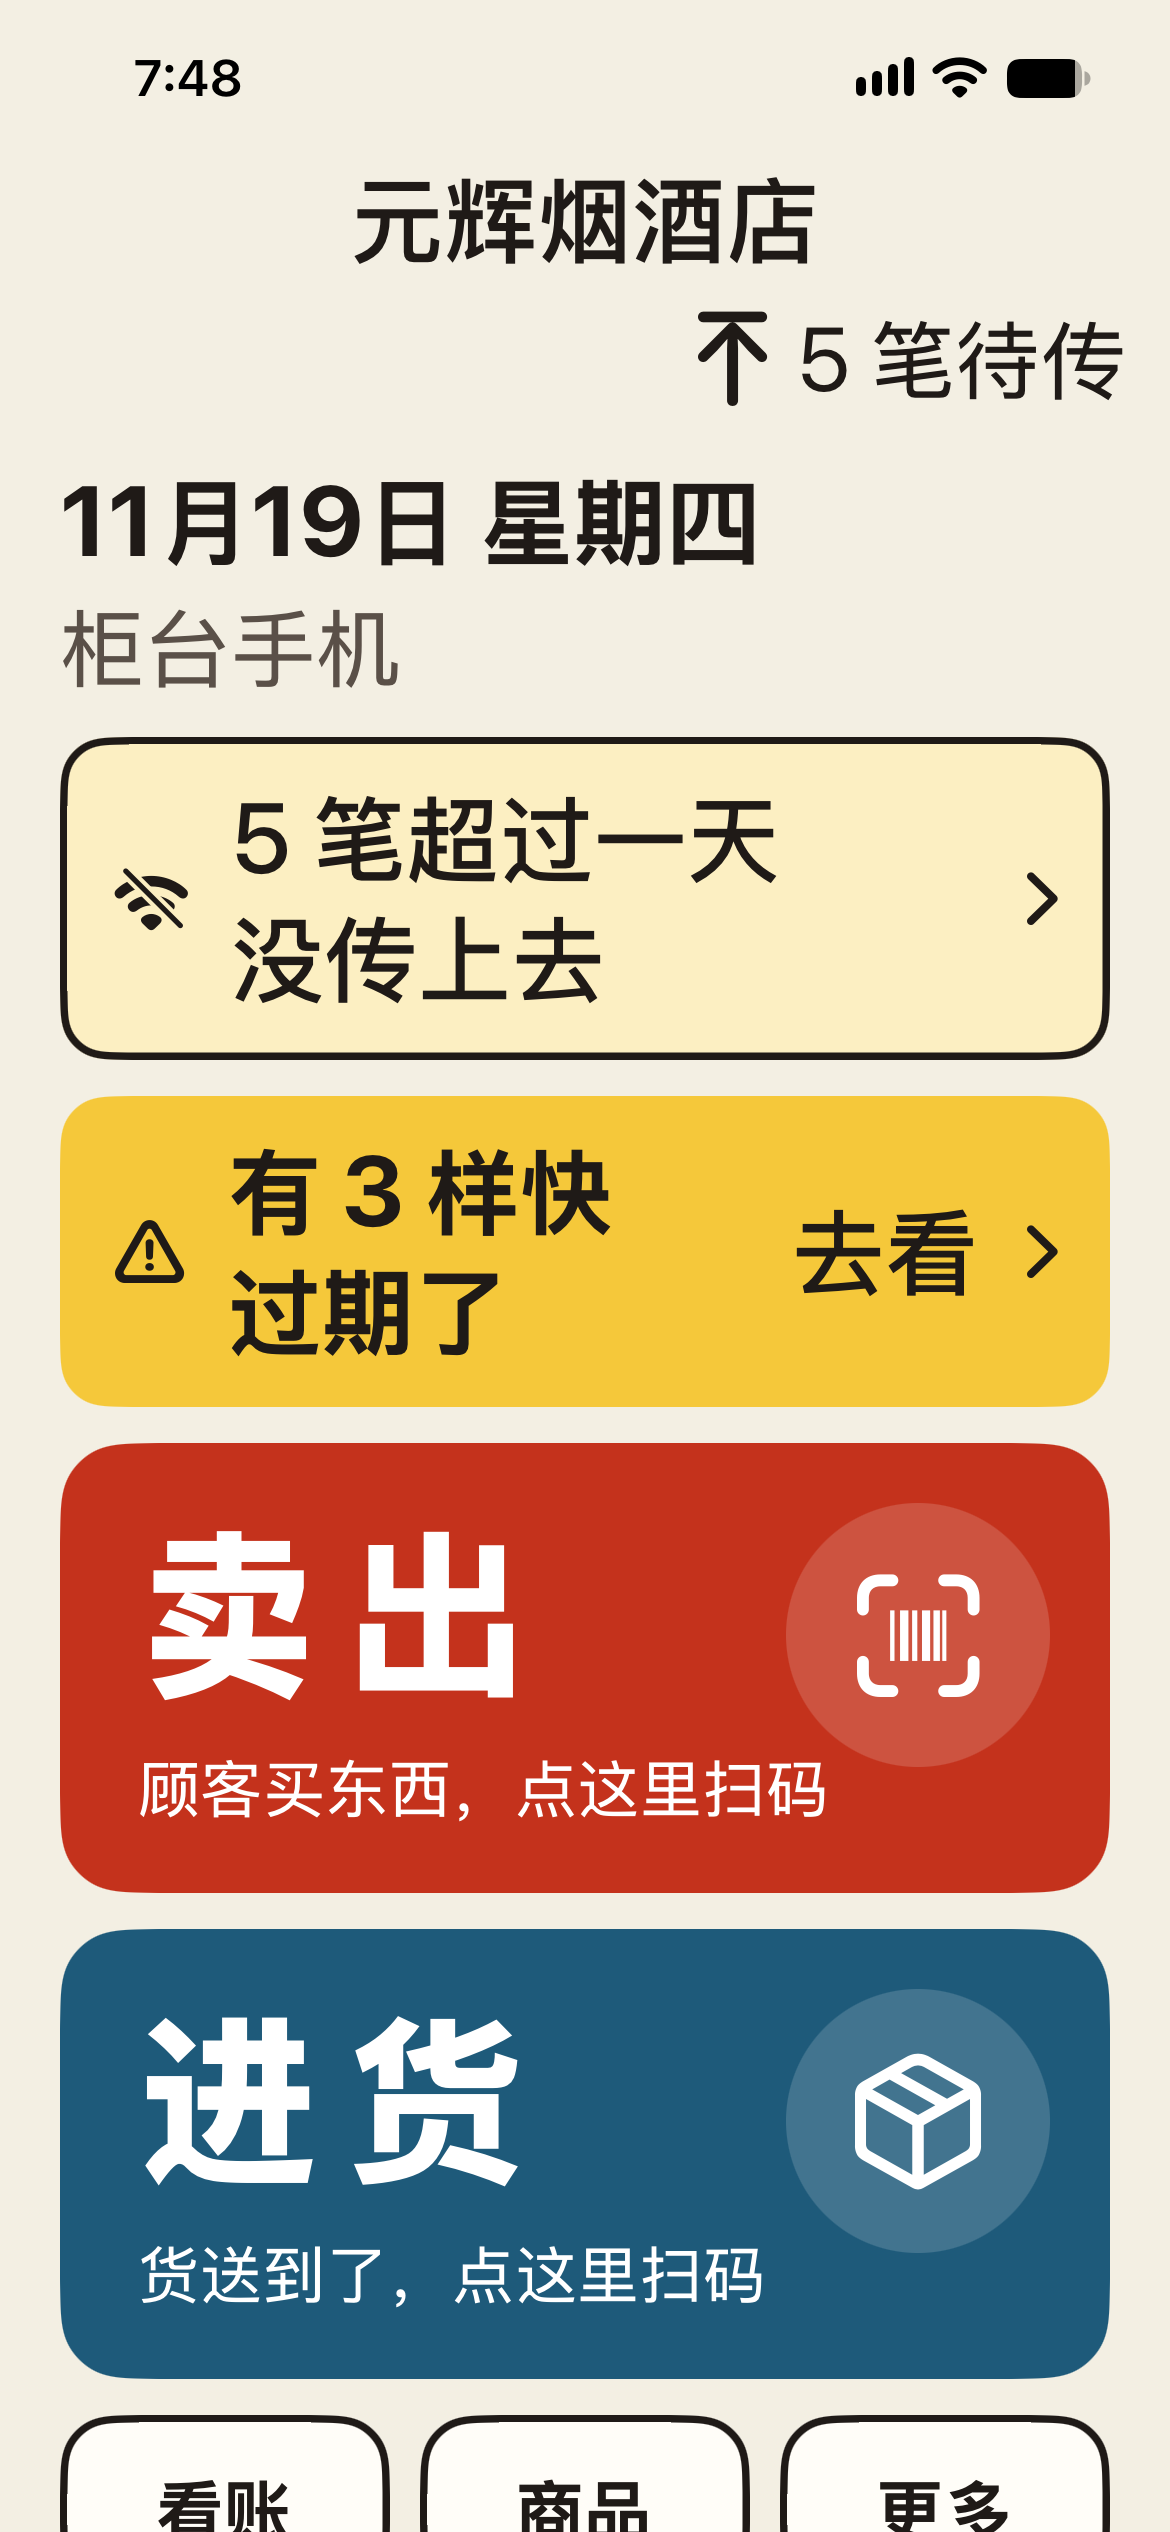 7:48
元辉烟酒店
5 笔待传
11月19日 星期四
柜台手机
5 笔超过一天
没传上去
有 3 样快
过期了
去看
卖出
顾客买东西，点这里扫码
进货
货送到了，点这里扫码
看账
商品
更多